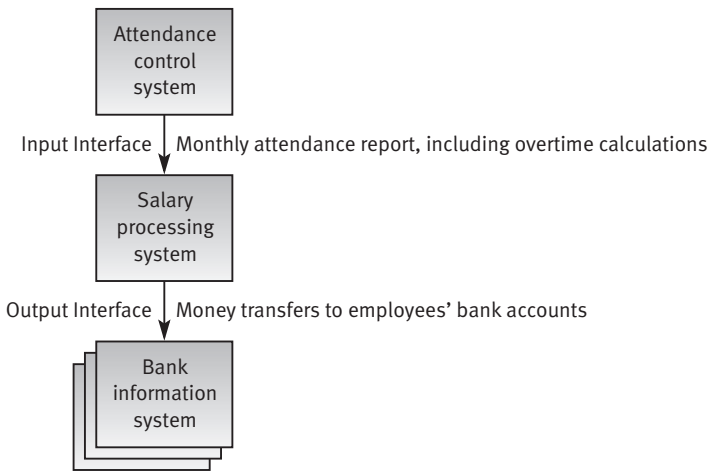 Attendance
control
system
Input Interface Monthly attendance report, including overtime calculations
Salary
processing
system
Output Interface Money transfers to employees’ bank accounts
Bank
information
system